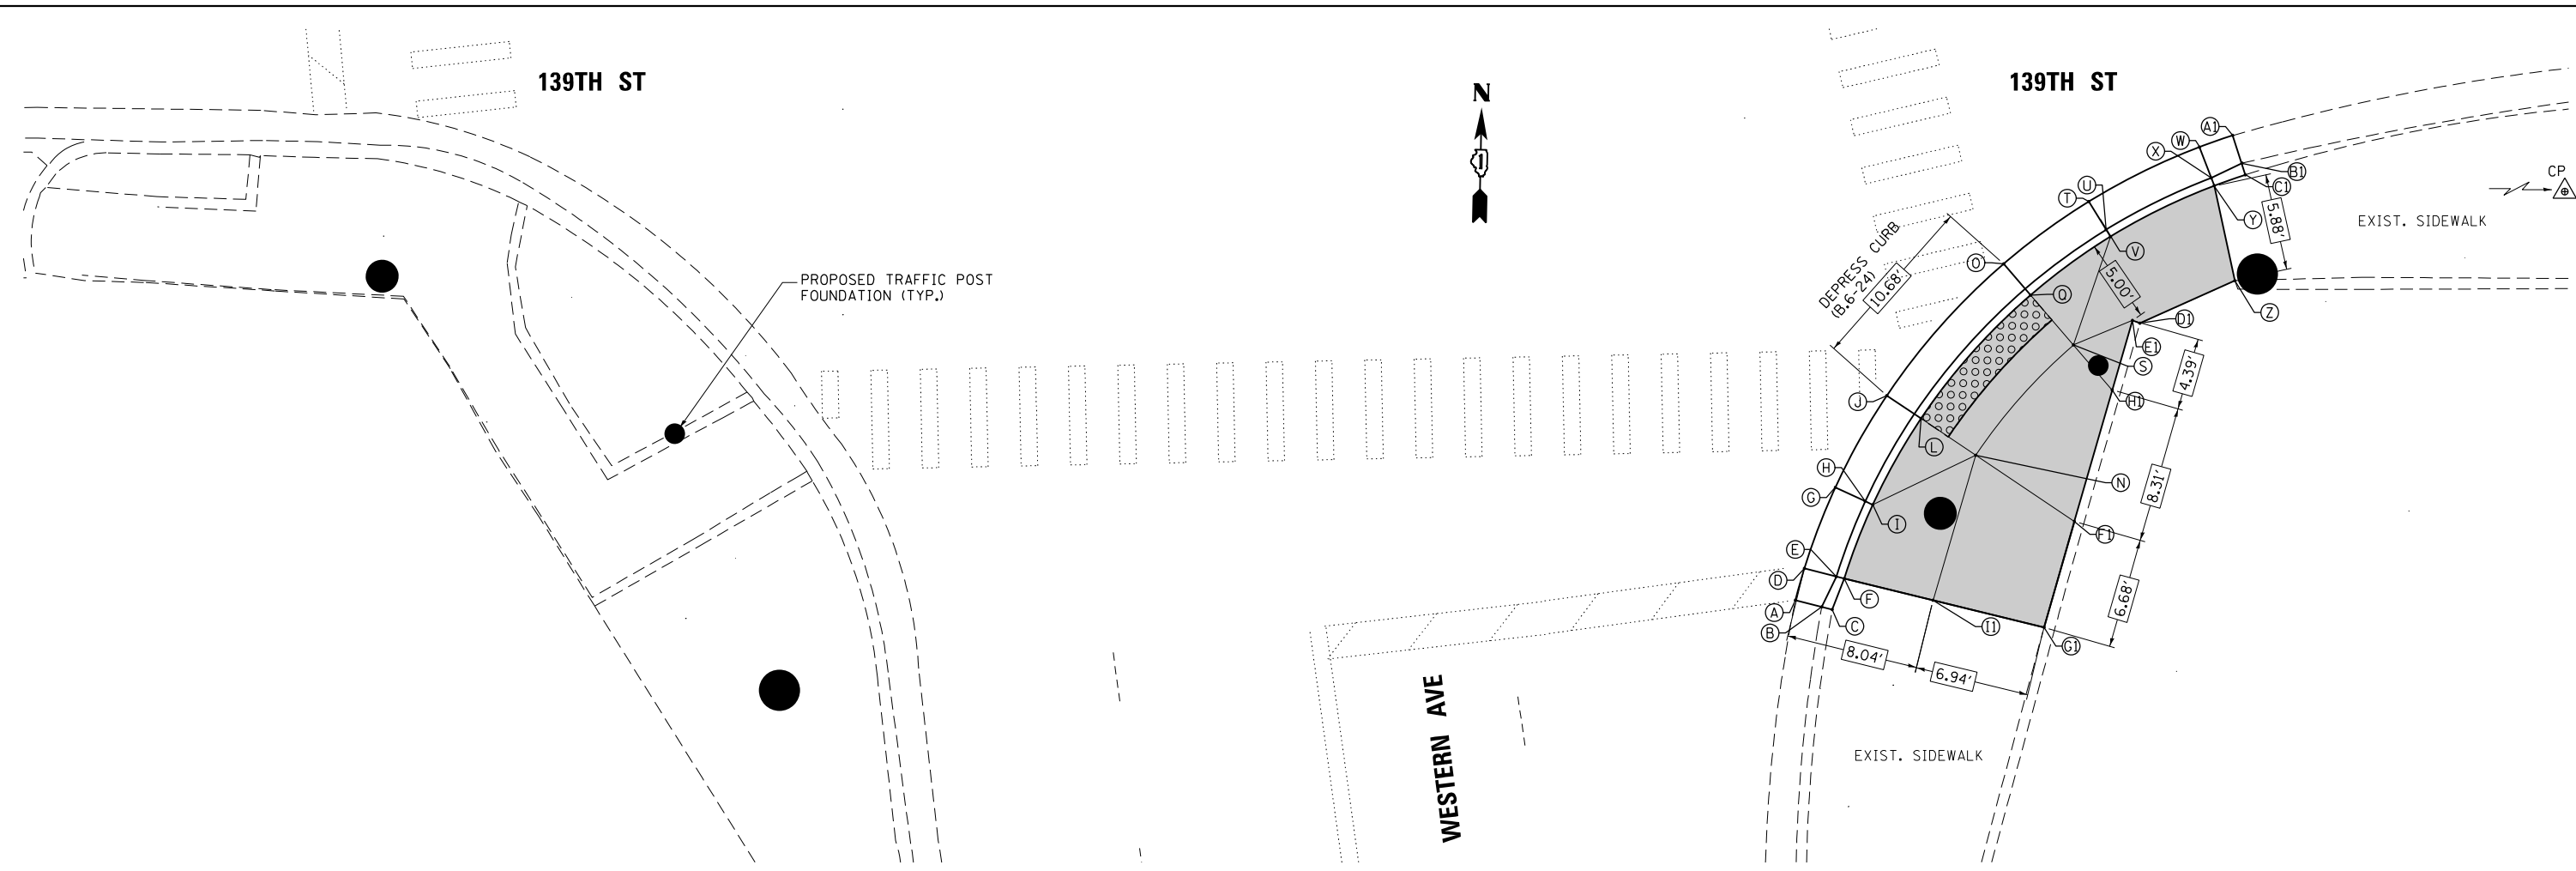 139TH ST
139TH ST
N
1
PROPOSED TRAFFIC POST
FOUNDATION (TYP.)
DEPRESS CURB
(B.6-24)
10.68'
A1
W
X
B1
C1
CP
U
T
Y
5.88'
EXIST. SIDEWALK
V
O
Q
5.00'
Z
D1
E1
S
4.39'
H1
J
L
H
G
N
8.31'
I
F1
E
D
F
6.68'
A
B
C
I1
G1
8.04'
6.94'
WESTERN AVE
EXIST. SIDEWALK